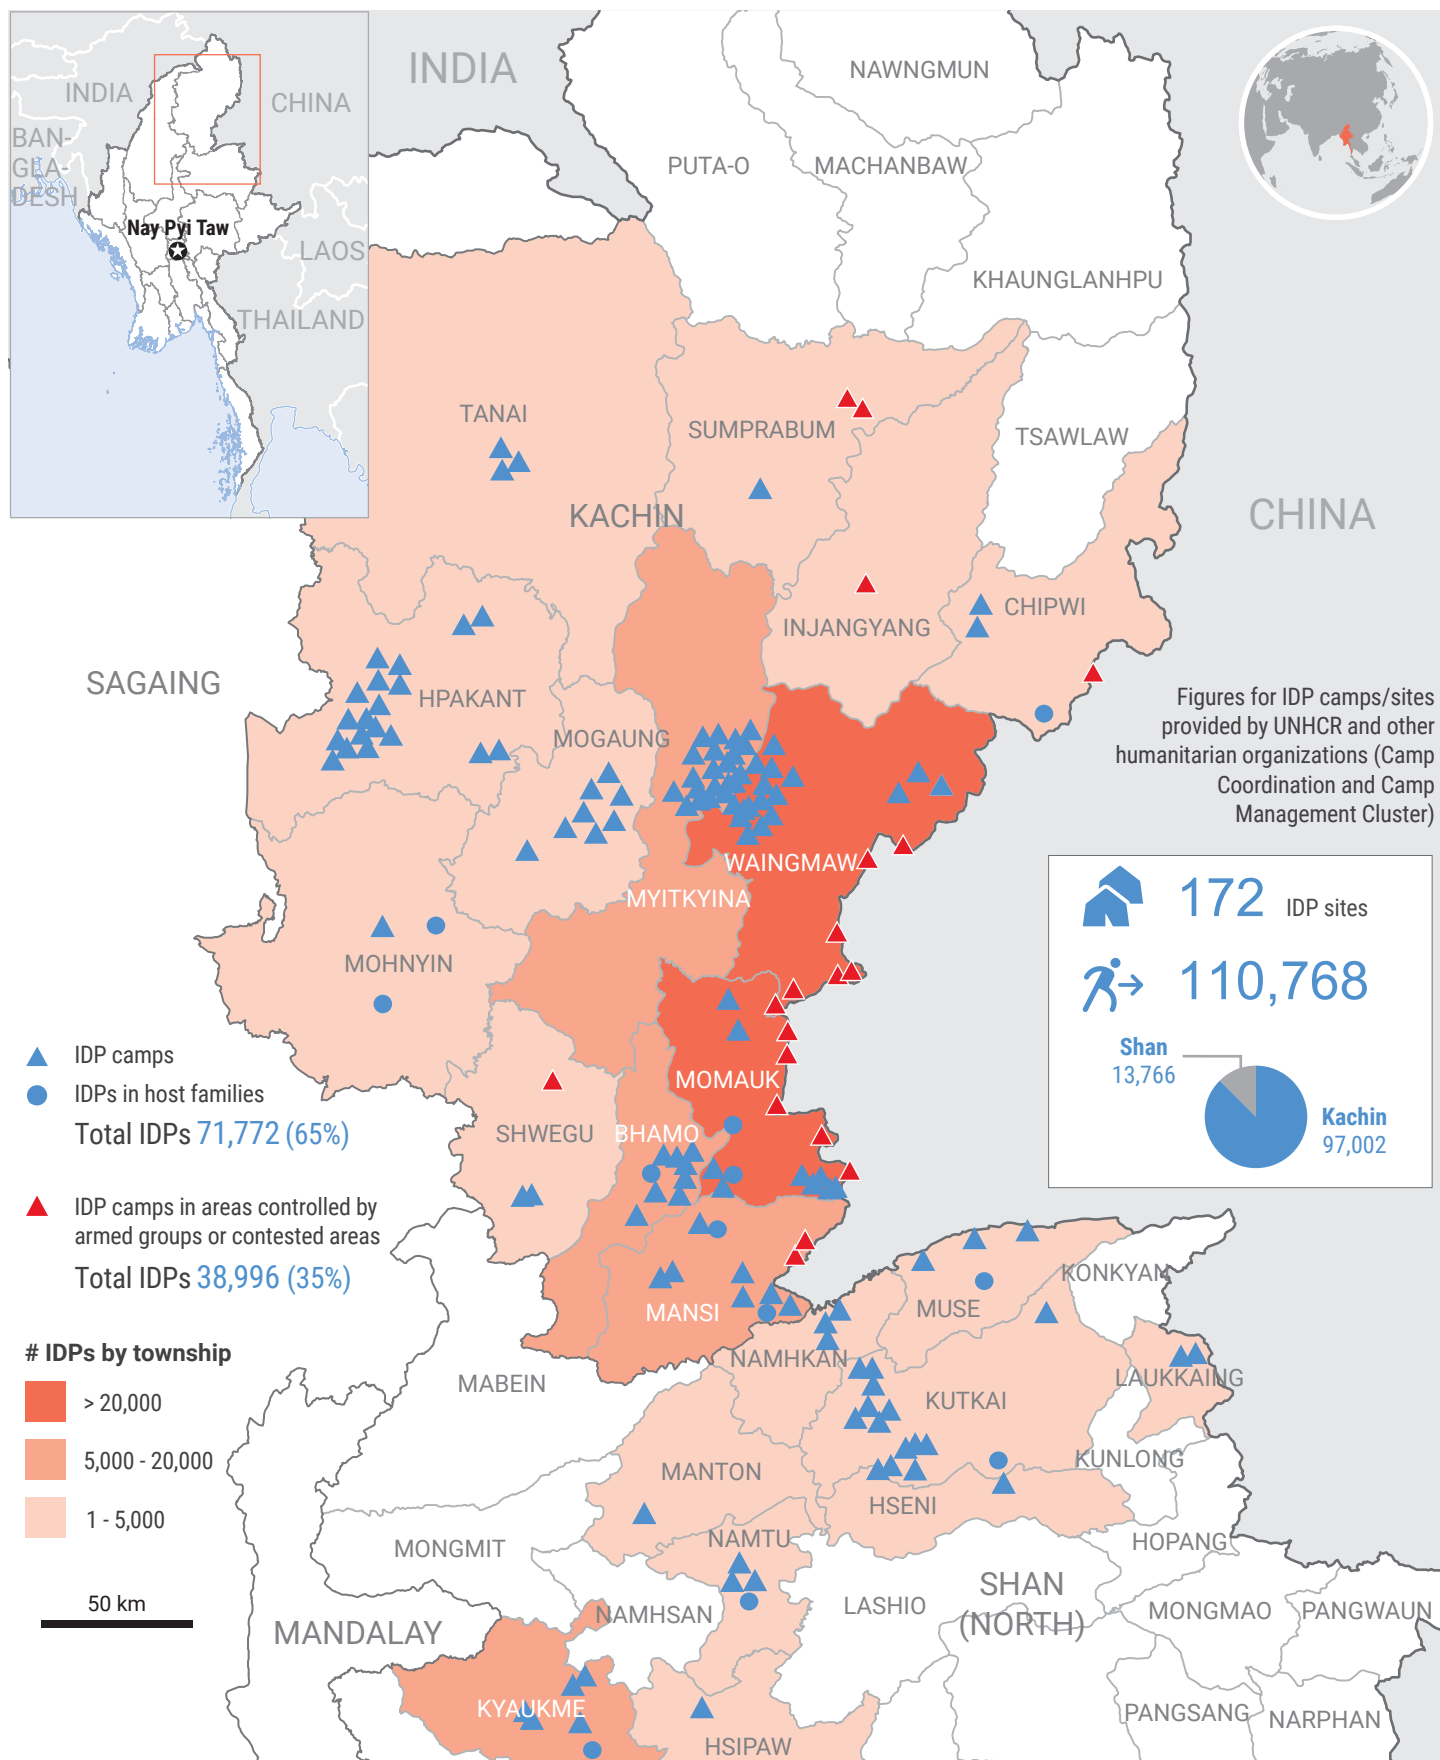 INDIA
CHINA
BAN-
GLA-
DESH
Nay Pyi Taw
LAOS
THAILAND
INDIA
NAWNGMUN
PUTA-O
MACHANBAW
KHAUNGLANHPU
TANAI
SUMPRABUM
TSAWLAW
KACHIN
CHINA
CHIPWI
INJANGYANG
SAGAING
HPAKANT
MOGAUNG
Figures for IDP camps/sites
provided by UNHCR and other
humanitarian organizations (Camp
Coordination and Camp
Management Cluster)
WAINGMAW
MYITKYINA
MOHNYIN
172 IDP sites
110,768
Shan
13,766
Kachin
97,002
IDP camps
IDPs in host families
Total IDPs 71,772 (65%)
MOMAUK
SHWEGU
BHAMO
IDP camps in areas controlled by
armed groups or contested areas
Total IDPs 38,996 (35%)
KONKYAN
MUSE
MANSI
# IDPs by township
> 20,000
5,000 - 20,000
1 - 5,000
NAMHKAN
MABEIN
LAUKKAING
KUTKAI
KUNLONG
MANTON
HSENI
NAMTU
HOPANG
MONGMIT
50 km
SHAN
(NORTH)
NAMHSAN
LASHIO
MONGMAO
PANGWAUN
MANDALAY
KYAUKME
PANGSANG
NARPHAN
HSIPAW